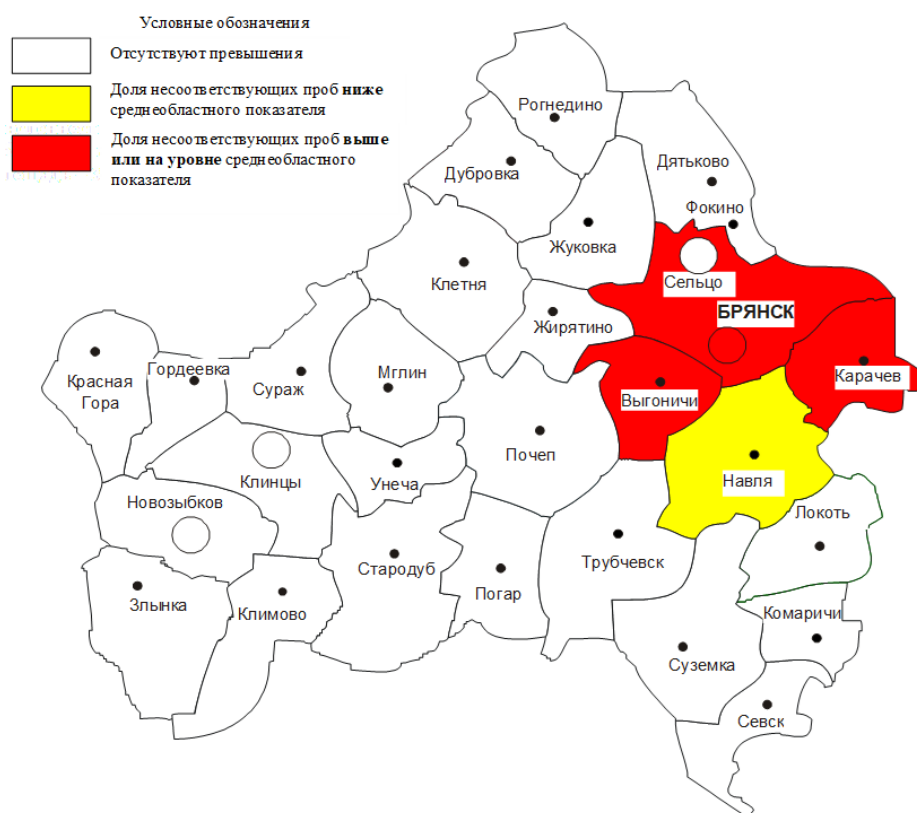 Условные обозначения
Отсутствуют превышения
Доля несоответствующих проб ниже
среднеобластного показателя
Доля несоответствующих проб выше
или на уровне среднеобластного
показателя
Рогнедино
Дубровка
Дятьково
Фокино
Жуковка
Клетня
Сельцо
БРЯНСК
Жирятино
Гордеевка
Красная
Гора
Сураж
Мглин
Выгоничи
Карачев
Почеп
Клинцы
Унеча
Навля
Новозыбков
Локоть
Стародуб
Трубчевск
Погар
Злынка
Климово
Комаричи
Суземка
Севск